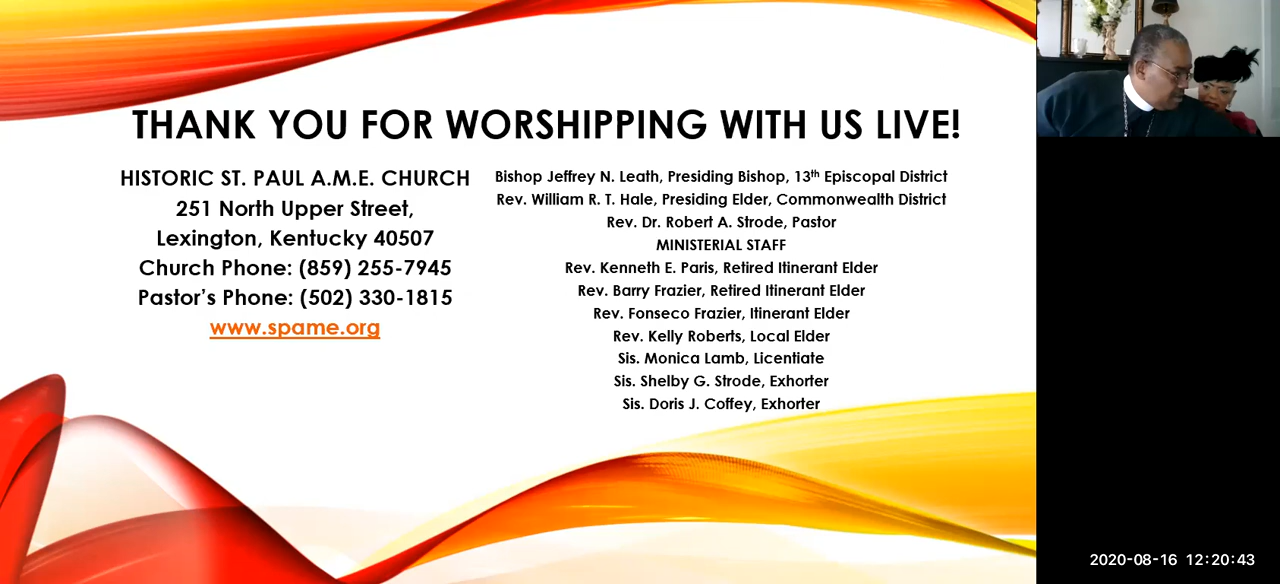 THANK YOU FOR WORSHIPPING WITH US LIVE!
HISTORIC ST. PAUL A.M.E. CHURCH
251 North Upper Street,
Lexington, Kentucky 40507
Church Phone: (859) 255-7945
Pastor’s Phone: (502) 330-1815
www.spame.org
Bishop Jeffrey N. Leath, Presiding Bishop, 13th Episcopal District
Rev. William R. T. Hale, Presiding Elder, Commonwealth District
Rev. Dr. Robert A. Strode, Pastor
MINISTERIAL STAFF
Rev. Kenneth E. Paris, Retired Itinerant Elder
Rev. Barry Frazier, Retired Itinerant Elder
Rev. Fonseco Frazier, Itinerant Elder
Rev. Kelly Roberts, Local Elder
Sis. Monica Lamb, Licentiate
Sis. Shelby G. Strode, Exhorter
Sis. Doris J. Coffey, Exhorter
2020-08-16 12:20:43